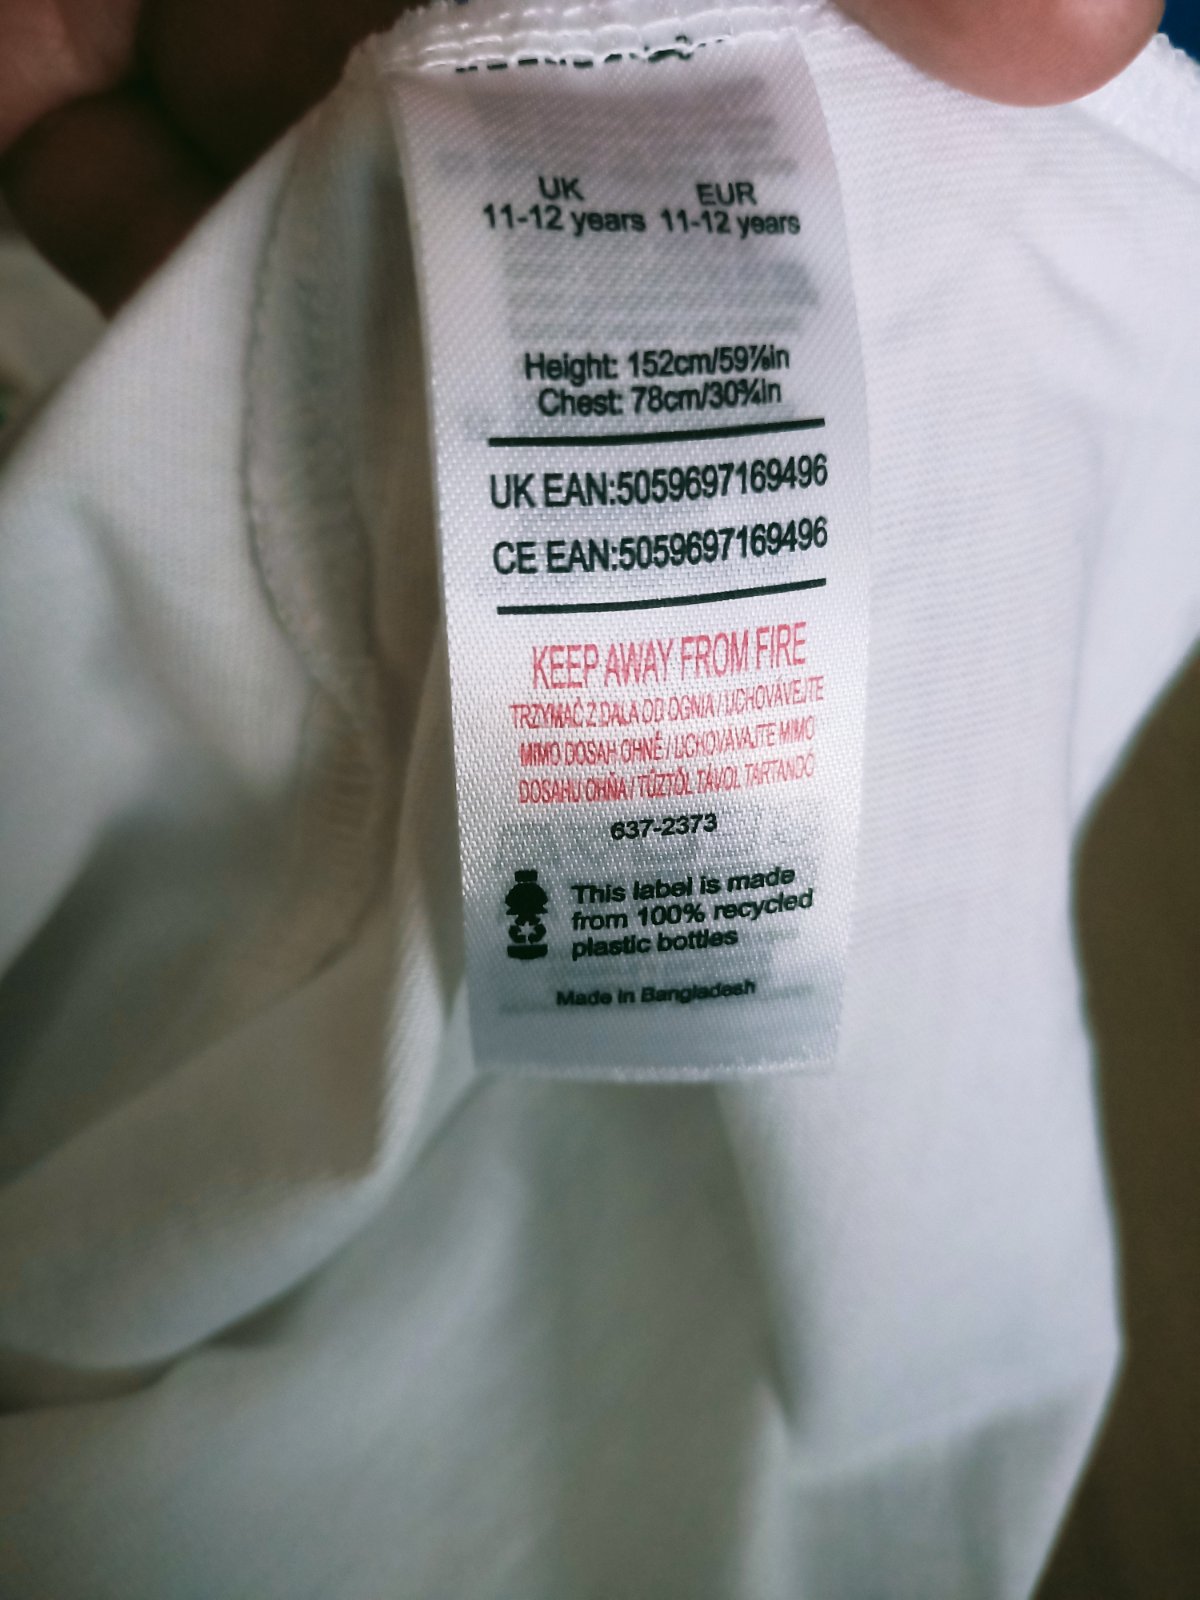 UK EUR
11-12 years 11-12 years
Height: 152cm/59⅞in
Chest: 78cm/30¾in
UK EAN:5059697169496
CE EAN:5059697169496
KEEP AWAY FROM FIRE
TRZYMAĆ Z DALA OD OGNIA / UCHOVÁVEJTE
MIMO DOSAH OHNĚ / UCHOVÁVAJTE MIMO
DOSAHU OHŇA / TŰZTŐL TÁVOL TARTANDÓ
637-2373
This label is made
from 100% recycled
plastic bottles
Made in Bangladesh